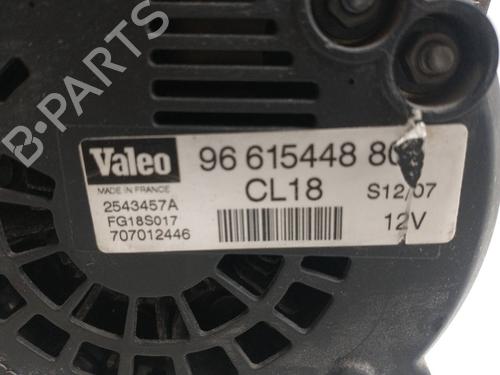 B-PARTS
Valeo
MADE IN FRANCE
2543457A
FG18S017
707012446
96 615448 80
CL18
S12/07
12V